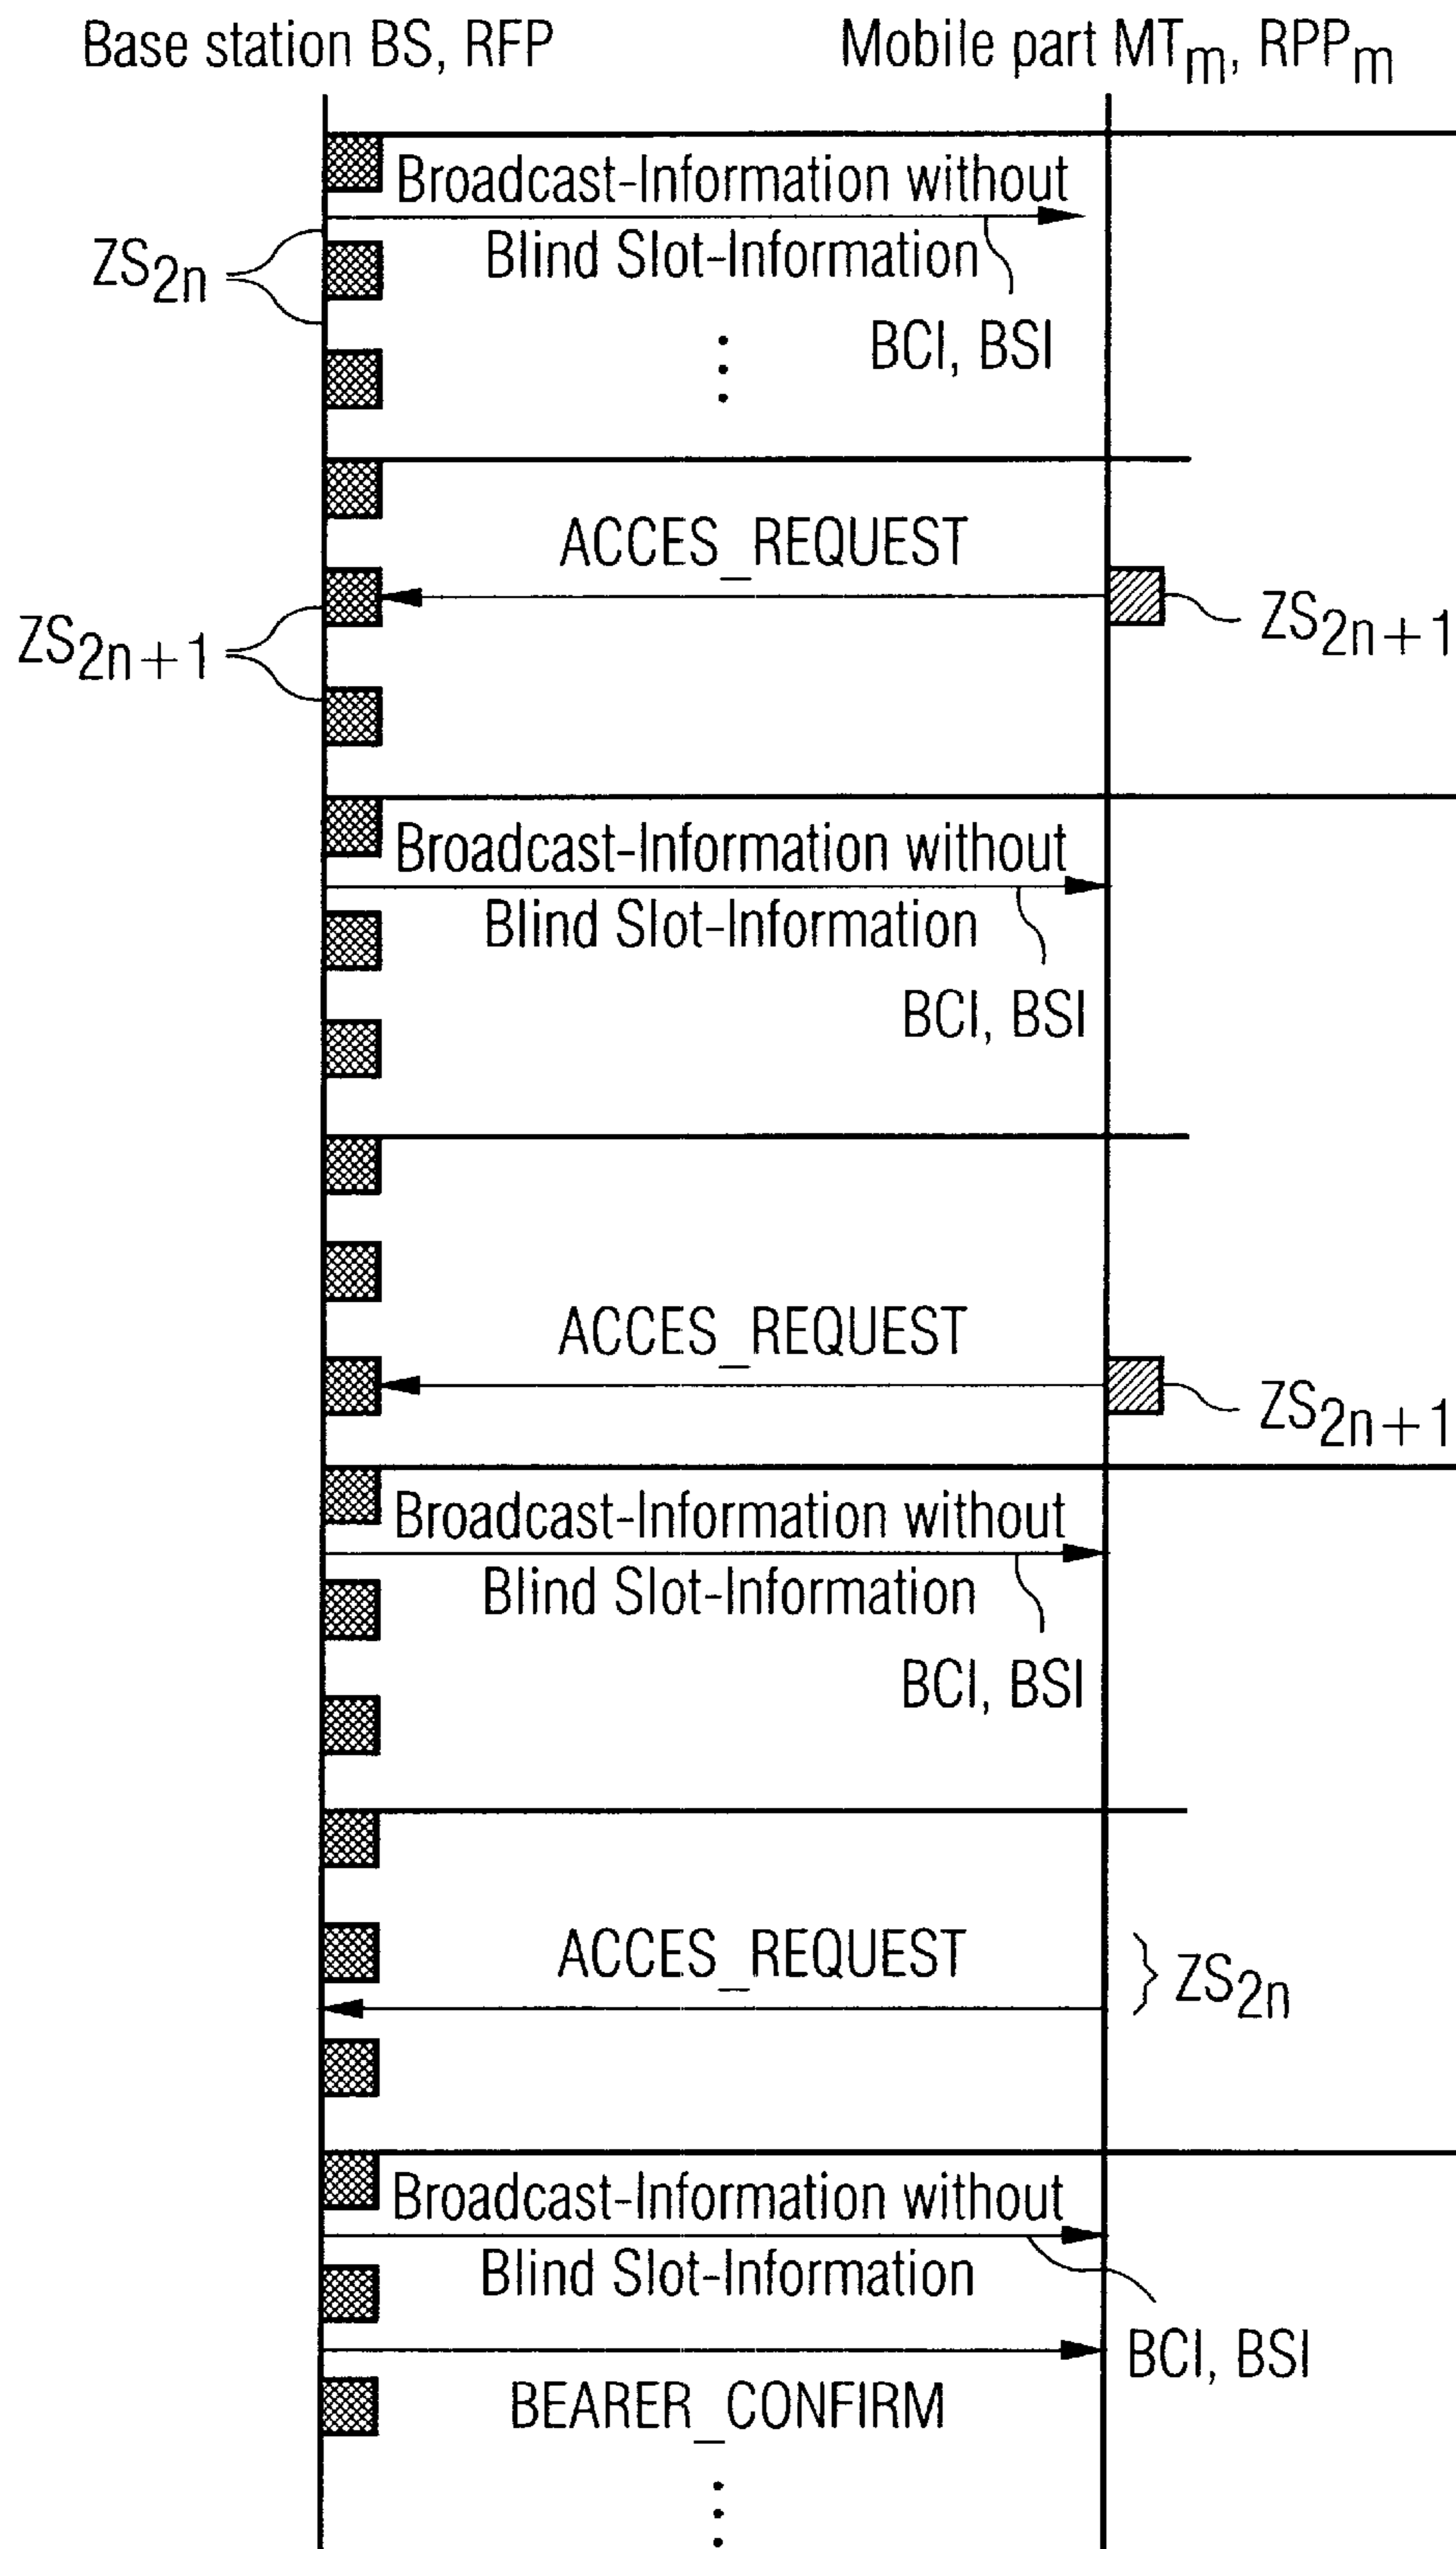 Base station BS, RFP
Mobile part MTm, RPPm
Broadcast-Information without
ZS2n
Blind Slot-Information
BCI, BSI
ACCES_REQUEST
ZS2n+1
ZS2n+1
Broadcast-Information without
Blind Slot-Information
BCI, BSI
ACCES_REQUEST
ZS2n+1
Broadcast-Information without
Blind Slot-Information
BCI, BSI
ACCES_REQUEST
ZS2n
Broadcast-Information without
Blind Slot-Information
BCI, BSI
BEARER_CONFIRM